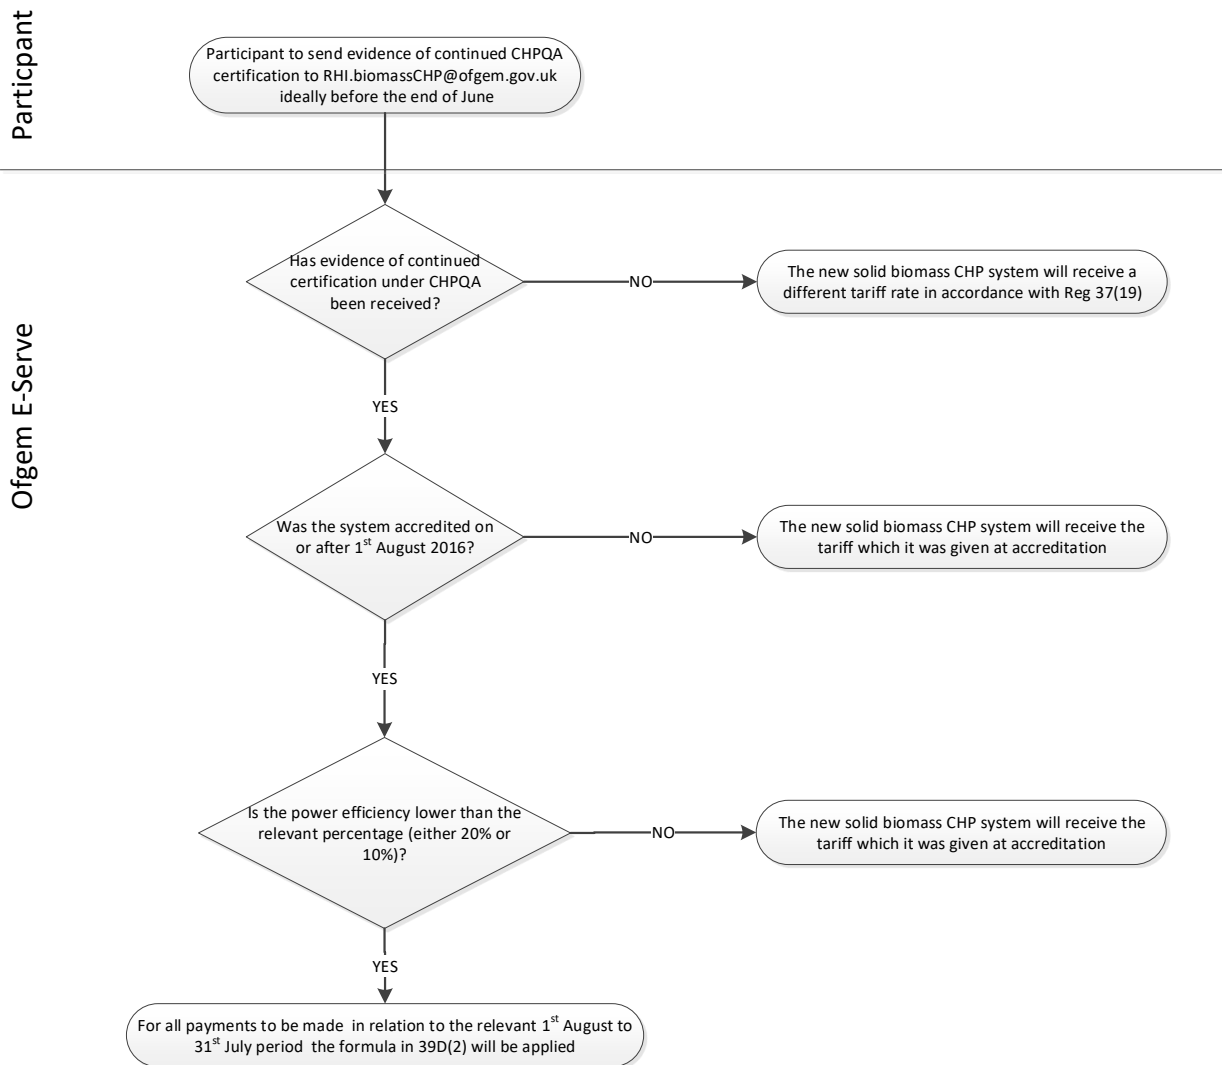 Particpant
Participant to send evidence of continued CHPQA
certification to RHI.biomassCHP@ofgem.gov.uk
ideally before the end of June
Ofgem E-Serve
Has evidence of continued
certification under CHPQA
been received?
NO
The new solid biomass CHP system will receive a
different tariff rate in accordance with Reg 37(19)
YES
Was the system accredited on
or after 1st August 2016?
NO
The new solid biomass CHP system will receive the
tariff which it was given at accreditation
YES
Is the power efficiency lower than the
relevant percentage (either 20% or
10%)?
NO
The new solid biomass CHP system will receive the
tariff which it was given at accreditation
YES
For all payments to be made in relation to the relevant 1st August to
31st July period the formula in 39D(2) will be applied